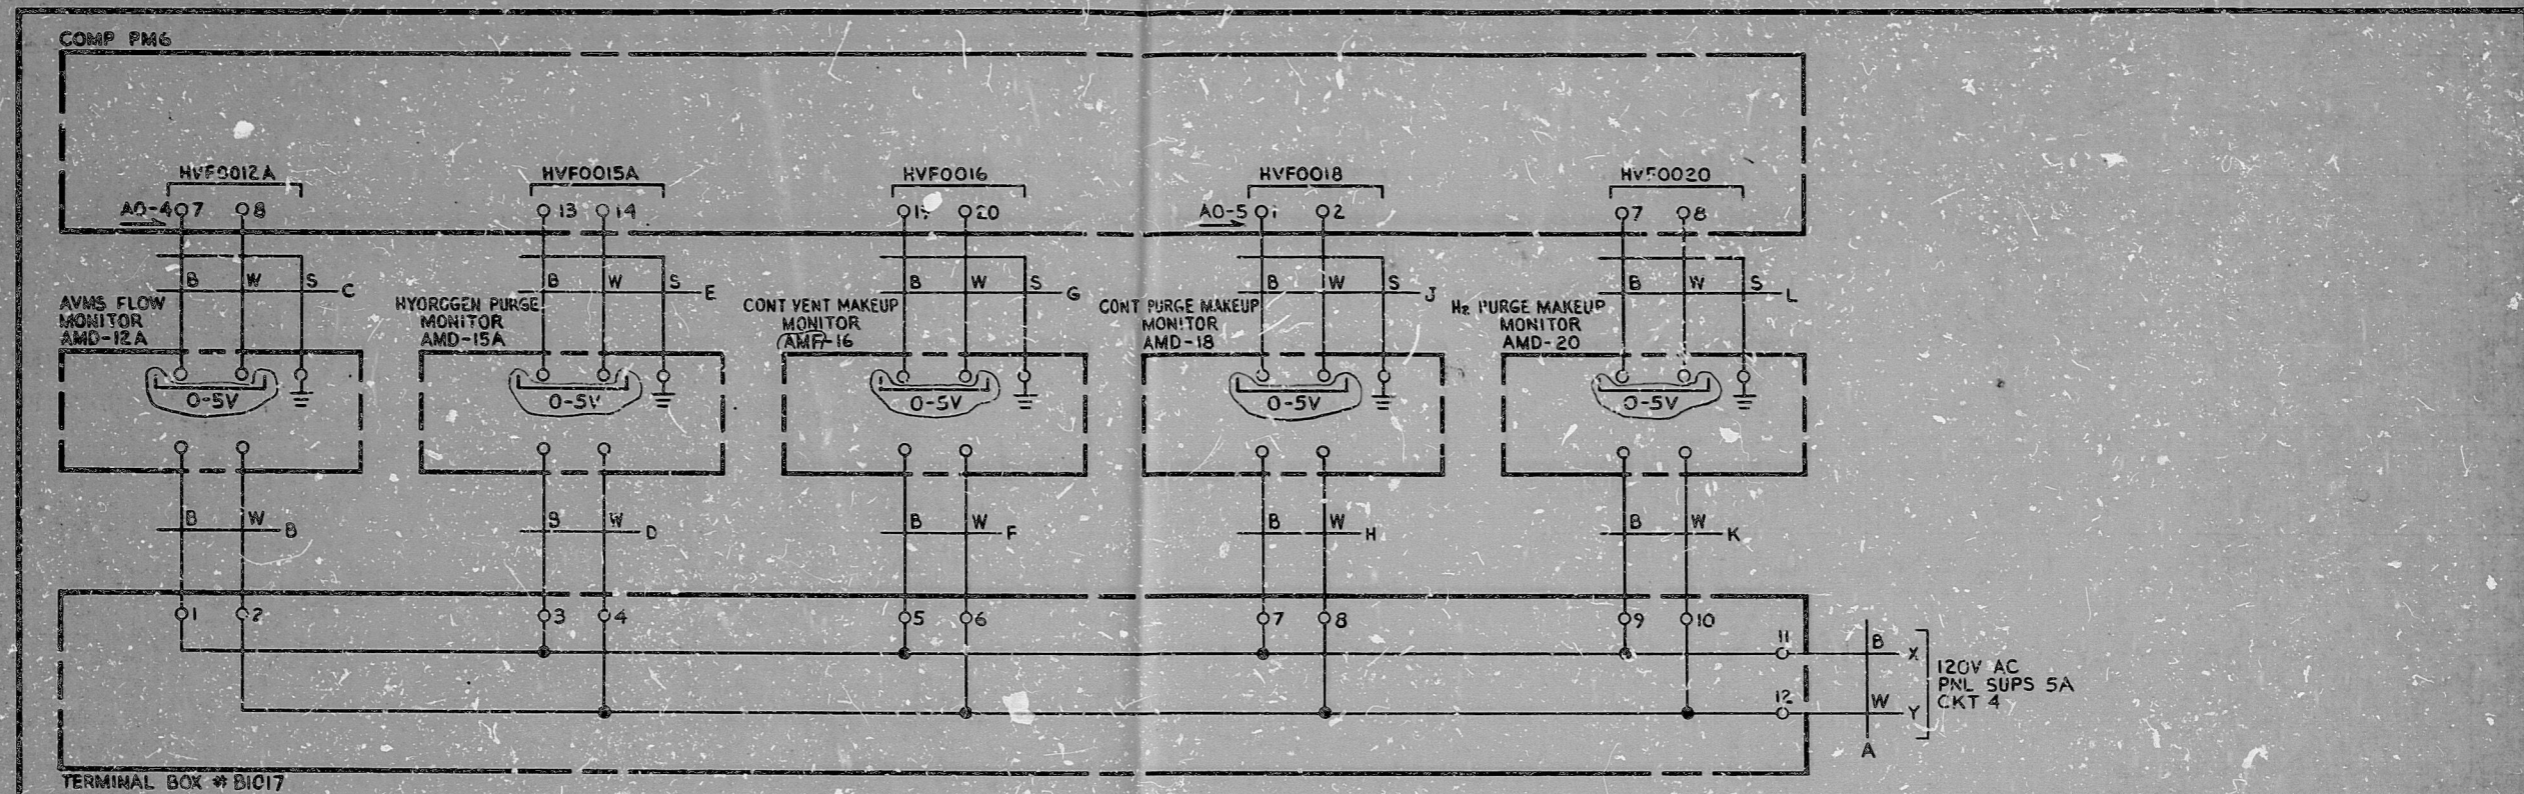 COMP PM6
HVF0012A
HVF0015A
HVF0016
HVF0018
HVF0020
AO-4 7 8
13 14
20
AO-5 1 2
7 8
B W S C
B W S E
B W S G
B W S J
B W S L
AVMS FLOW
MONITOR
AMD-12A
HYDROGEN PURGE
MONITOR
AMD-15A
CONT VENT MAKEUP
MONITOR
AMF-16
CONT PURGE MAKEUP
MONITOR
AMD-18
H2 PURGE MAKEUP
MONITOR
AMD-20
0-5V
0-5V
0-5V
0-5V
0-5V
B W B
B W D
B W F
B W H
B W K
1 2
3 4
5 6
7 8
9 10
11 B X
12 W Y
A
120V AC
PNL SUPS 5A
CKT 4
TERMINAL BOX # B1017